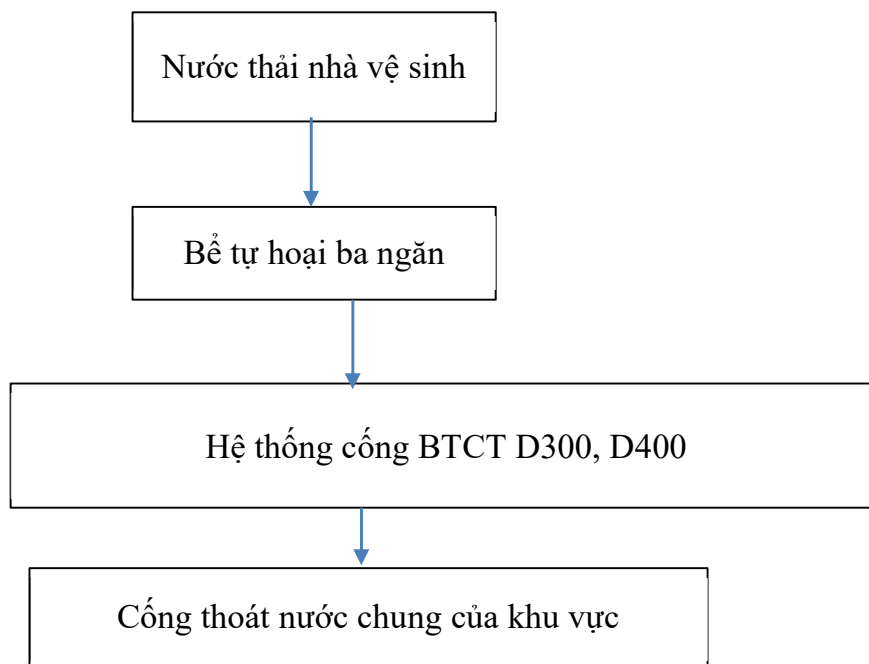 Nước thải nhà vệ sinh
Bể tự hoại ba ngăn
Hệ thống cống BTCT D300, D400
Cống thoát nước chung của khu vực